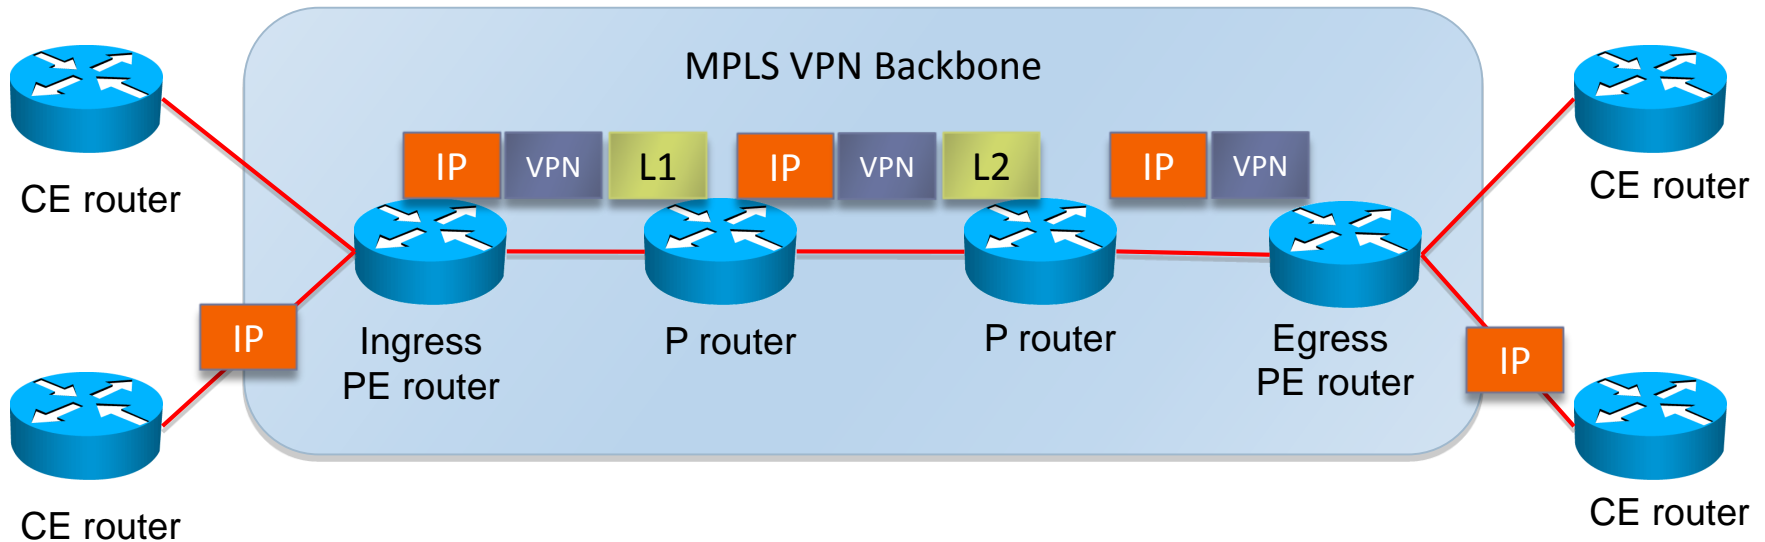 MPLS VPN Backbone
IP VPN L1 IP VPN L2 IP VPN
CE router
CE router
IP
Ingress
PE router
P router
P router
Egress
PE router
IP
CE router
CE router